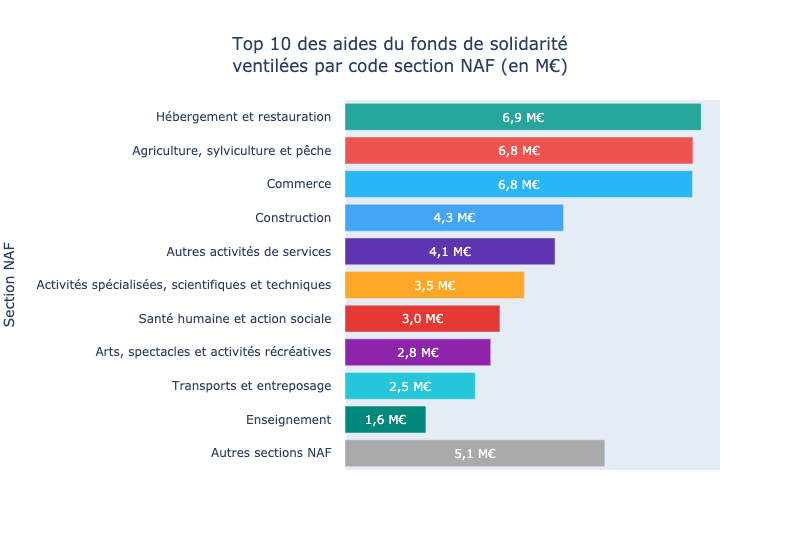 Top 10 des aides du fonds de solidarité
ventilées par code section NAF (en M€)
Section NAF
Hébergement et restauration 6,9 M€
Agriculture, sylviculture et pêche 6,8 M€
Commerce 6,8 M€
Construction 4,3 M€
Autres activités de services 4,1 M€
Activités spécialisées, scientifiques et techniques 3,5 M€
Santé humaine et action sociale 3,0 M€
Arts, spectacles et activités récréatives 2,8 M€
Transports et entreposage 2,5 M€
Enseignement 1,6 M€
Autres sections NAF 5,1 M€